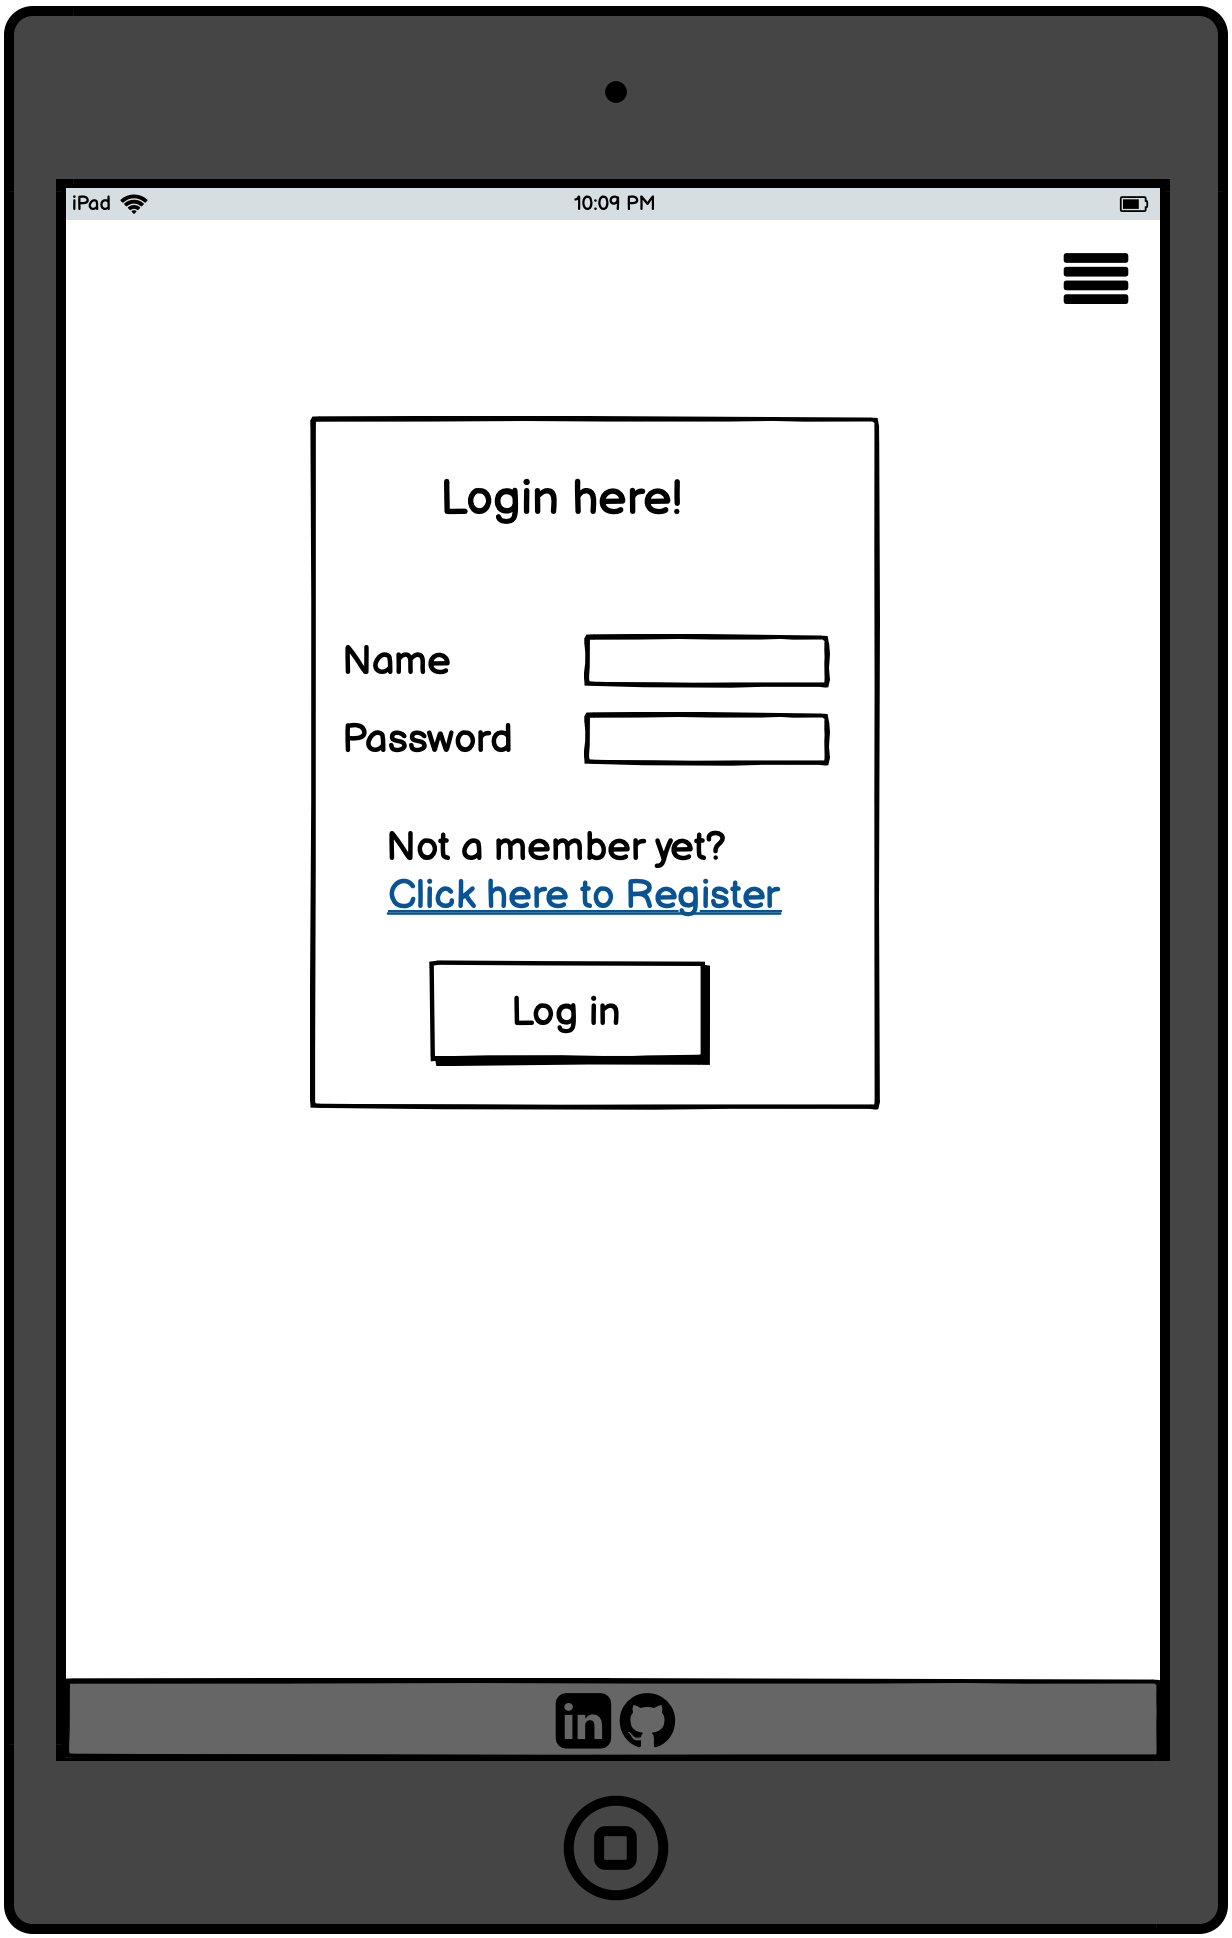 iPad 10:09 PM
Login here!
Name
Password
Not a member yet?
Click here to Register
Log in
in